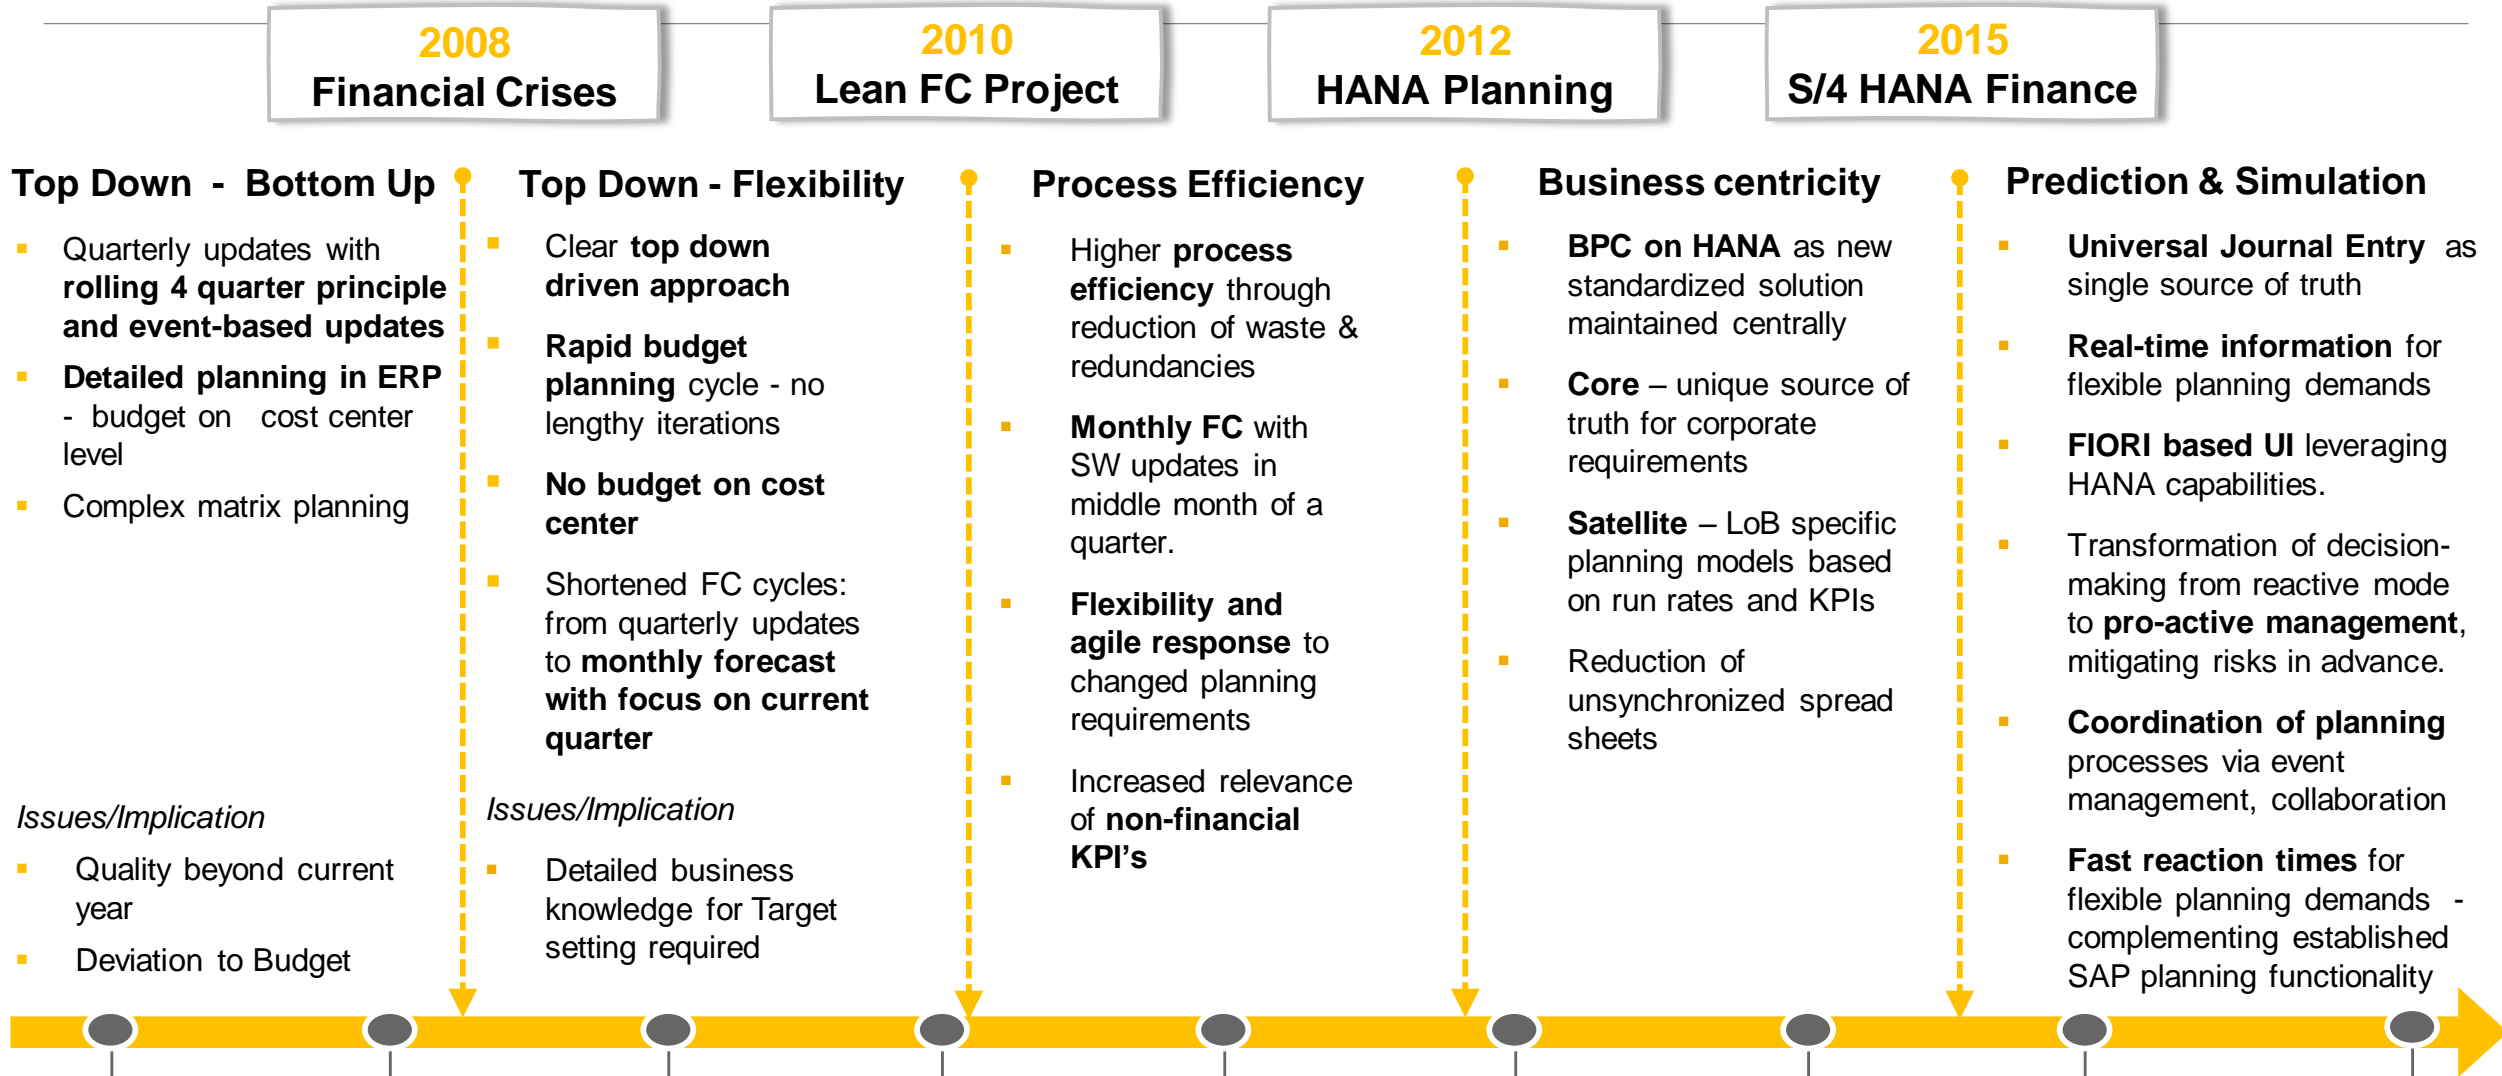 2008
Financial Crises
2010
Lean FC Project
2012
HANA Planning
2015
S/4 HANA Finance
Top Down - Bottom Up
Quarterly updates with
rolling 4 quarter principle
and event-based updates
Detailed planning in ERP
- budget on cost center
level
Complex matrix planning
Issues/Implication
Quality beyond current
year
Deviation to Budget
Top Down - Flexibility
Clear top down
driven approach
Rapid budget
planning cycle - no
lengthy iterations
No budget on cost
center
Shortened FC cycles:
from quarterly updates
to monthly forecast
with focus on current
quarter
Issues/Implication
Detailed business
knowledge for Target
setting required
Process Efficiency
Higher process
efficiency through
reduction of waste &
redundancies
Monthly FC with
SW updates in
middle month of a
quarter.
Flexibility and
agile response to
changed planning
requirements
Increased relevance
of non-financial
KPI's
Business centricity
BPC on HANA as new
standardized solution
maintained centrally
Core – unique source of
truth for corporate
requirements
Satellite – LoB specific
planning models based
on run rates and KPIs
Reduction of
unsynchronized spread
sheets
Prediction & Simulation
Universal Journal Entry as
single source of truth
Real-time information for
flexible planning demands
FIORI based UI leveraging
HANA capabilities.
Transformation of decision-
making from reactive mode
to pro-active management,
mitigating risks in advance.
Coordination of planning
processes via event
management, collaboration
Fast reaction times for
flexible planning demands -
complementing established
SAP planning functionality